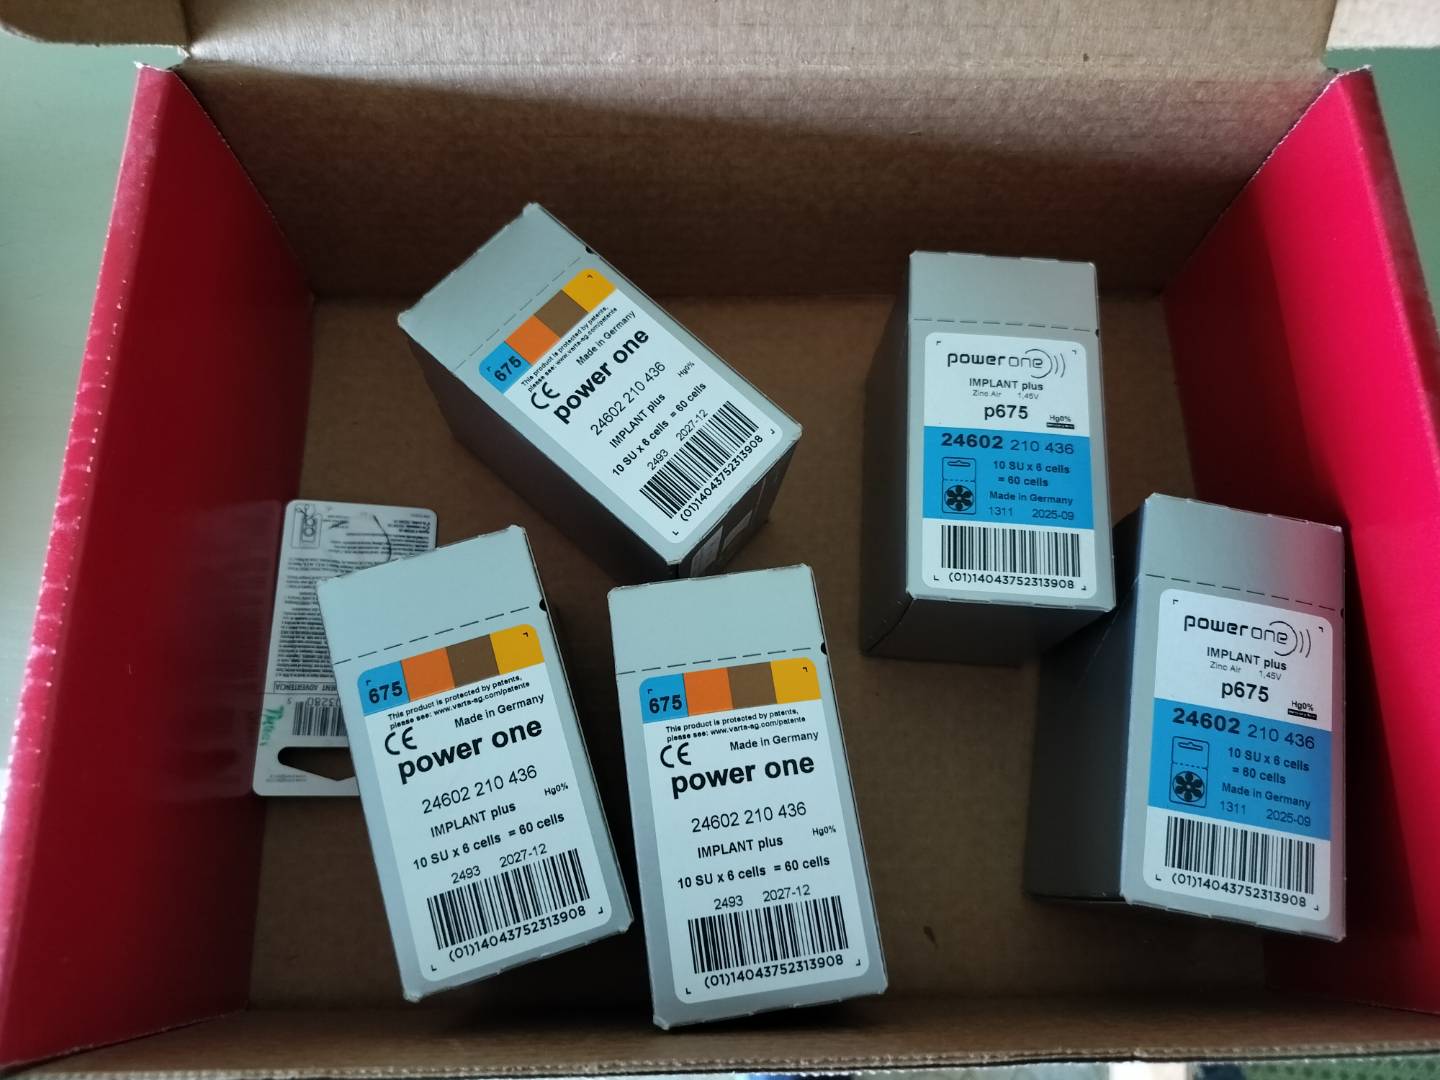 675
This product is protected by patents,
please see: www.varta-ag.com/patents
Made in Germany
CE
power one
24602 210 436
Hg0%
IMPLANT plus
10 SU x 6 cells = 60 cells
2493 2027-12
(01)14043752313908
powerone
IMPLANT plus
Zinc Air 1,45V
p675
Hg0%
24602 210 436
10 SU x 6 cells
= 60 cells
Made in Germany
1311 2025-09
(01)14043752313908
675
This product is protected by patents,
please see: www.varta-ag.com/patents
Made in Germany
CE
power one
24602 210 436
Hg0%
IMPLANT plus
10 SU x 6 cells = 60 cells
2493 2027-12
(01)14043752313908
675
This product is protected by patents,
please see: www.varta-ag.com/patents
Made in Germany
CE
power one
24602 210 436
Hg0%
IMPLANT plus
10 SU x 6 cells = 60 cells
2493 2027-12
(01)14043752313908
powerone
IMPLANT plus
Zinc Air 1,45V
p675
Hg0%
24602 210 436
10 SU x 6 cells
= 60 cells
Made in Germany
1311 2025-09
(01)14043752313908
ADVERTENCIA